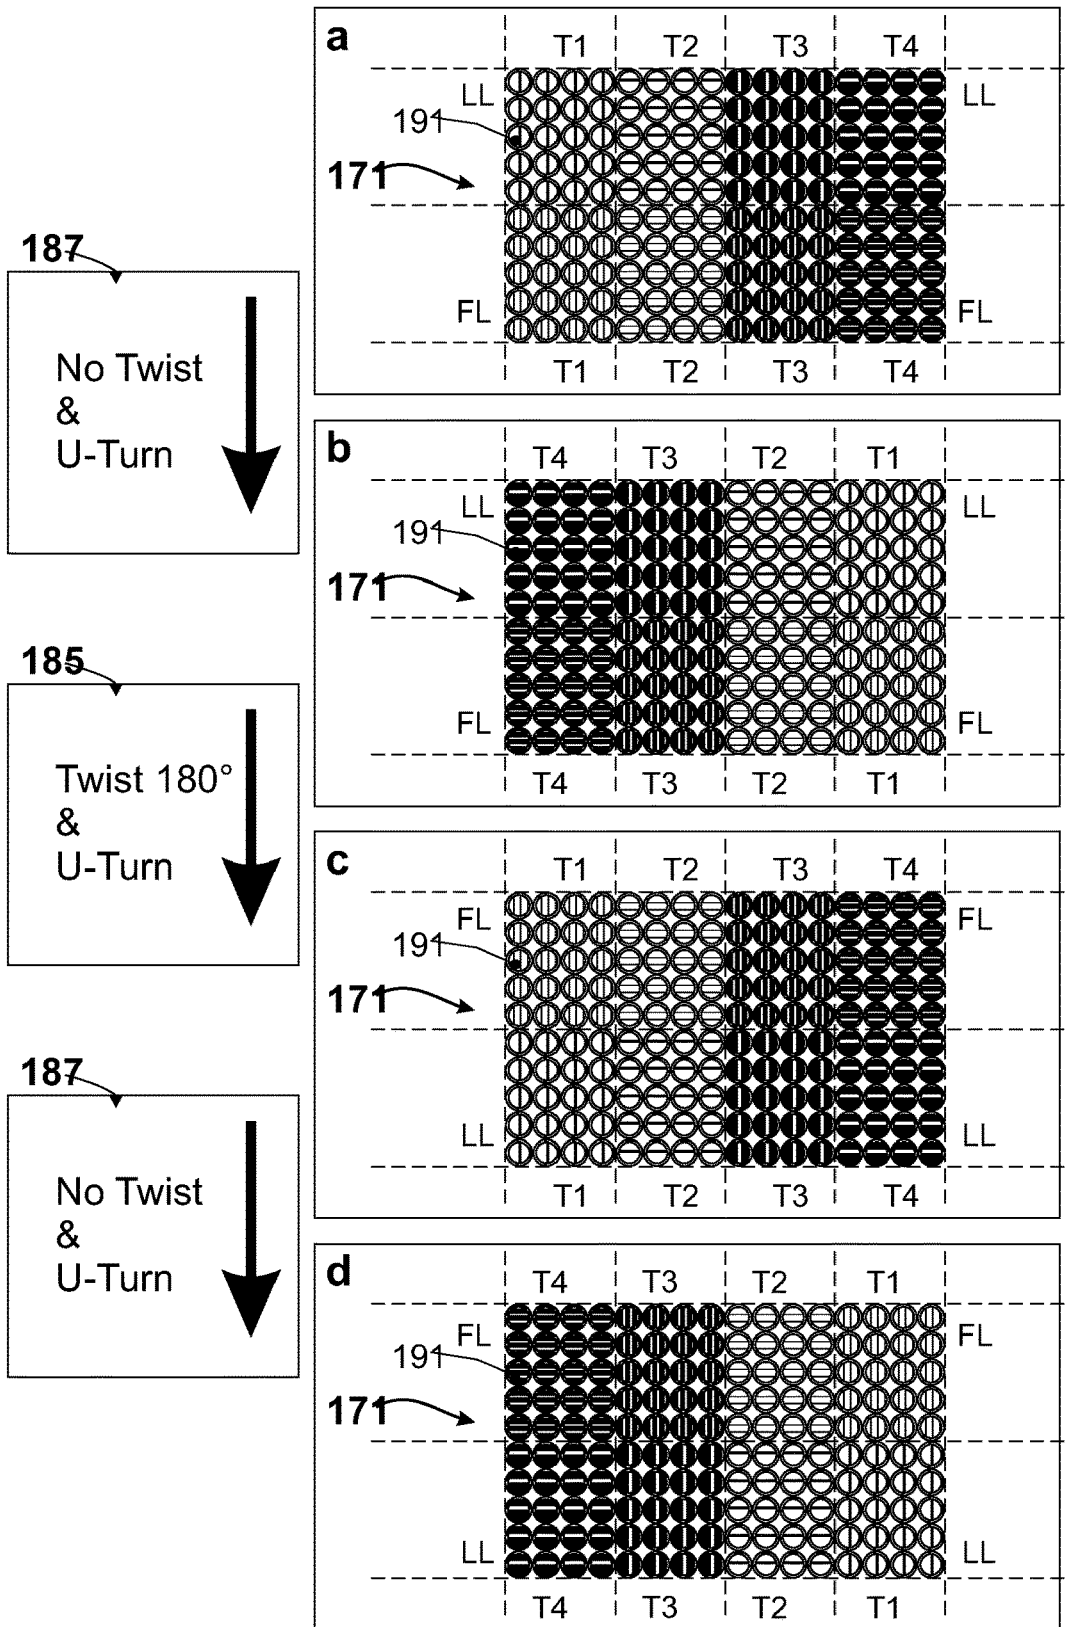 a
T1 T2 T3 T4
LL LL
191
171
FL FL
T1 T2 T3 T4
187
No Twist
&
U-Turn
b
T4 T3 T2 T1
LL LL
191
171
FL FL
T4 T3 T2 T1
185
Twist 180°
&
U-Turn
c
T1 T2 T3 T4
FL FL
191
171
LL LL
T1 T2 T3 T4
187
No Twist
&
U-Turn
d
T4 T3 T2 T1
FL FL
191
171
LL LL
T4 T3 T2 T1